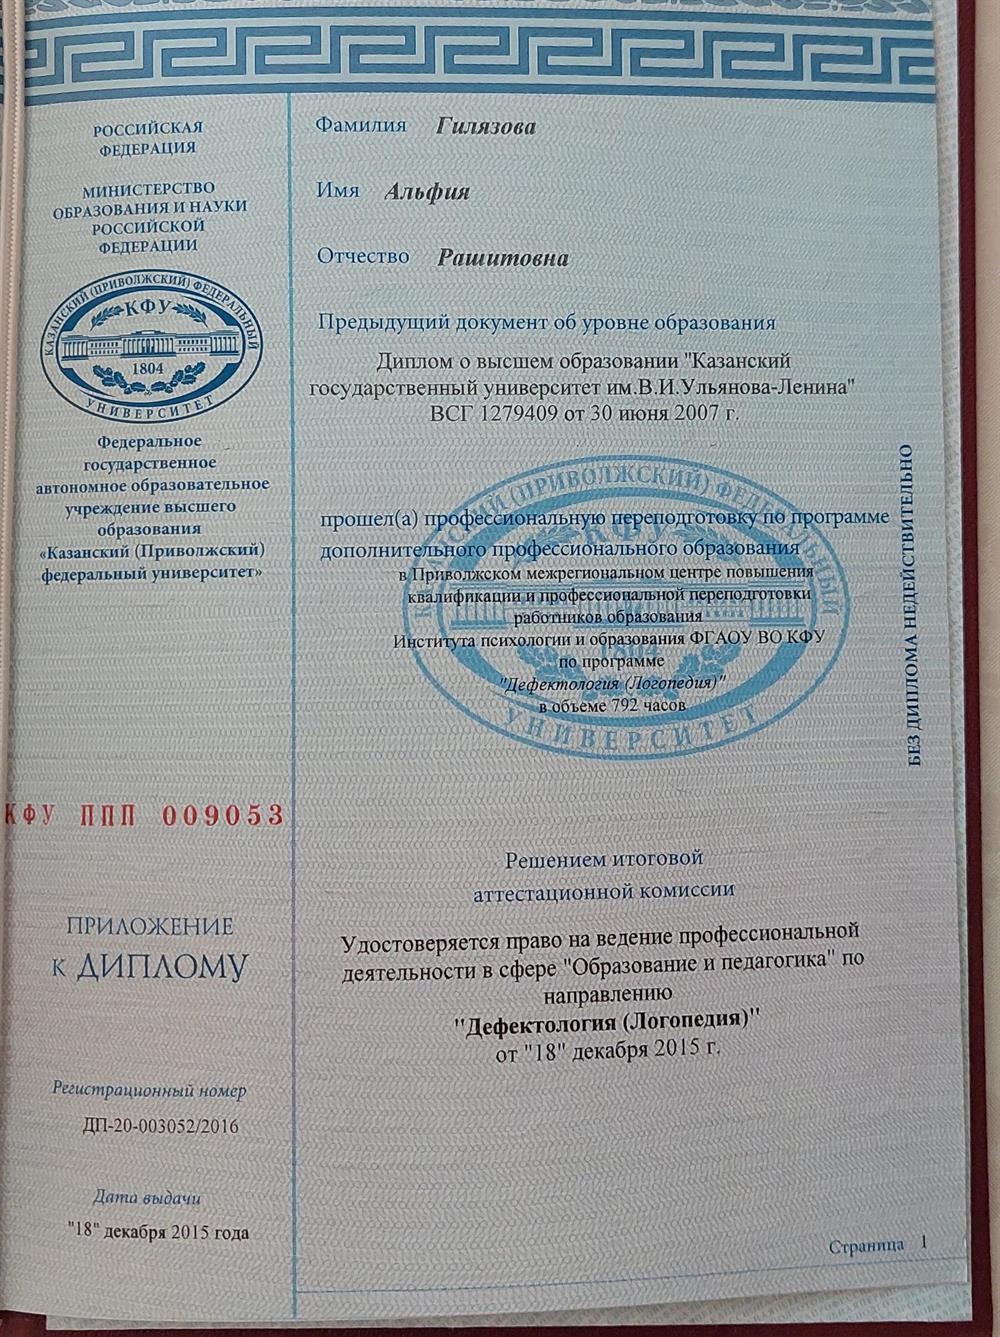 РОССИЙСКАЯ
ФЕДЕРАЦИЯ
МИНИСТЕРСТВО
ОБРАЗОВАНИЯ И НАУКИ
РОССИЙСКОЙ
ФЕДЕРАЦИИ
КАЗАНСКИЙ (ПРИВОЛЖСКИЙ) ФЕДЕРАЛЬНЫЙ
КФУ
1804
УНИВЕРСИТЕТ
Федеральное
государственное
автономное образовательное
учреждение высшего
образования
«Казанский (Приволжский)
федеральный университет»
КФУ ППП 009053
ПРИЛОЖЕНИЕ
к ДИПЛОМУ
Регистрационный номер
ДП-20-003052/2016
Дата выдачи
"18" декабря 2015 года
Фамилия Гилязова
Имя Альфия
Отчество Рашитовна
Предыдущий документ об уровне образования
Диплом о высшем образовании "Казанский
государственный университет им.В.И.Ульянова-Ленина"
ВСГ 1279409 от 30 июня 2007 г.
КАЗАНСКИЙ (ПРИВОЛЖСКИЙ) ФЕДЕРАЛЬНЫЙ
КФУ
1804
УНИВЕРСИТЕТ
прошел(а) профессиональную переподготовку по программе
дополнительного профессионального образования
в Приволжском межрегиональном центре повышения
квалификации и профессиональной переподготовки
работников образования
Института психологии и образования ФГАОУ ВО КФУ
по программе
"Дефектология (Логопедия)"
в объеме 792 часов
Решением итоговой
аттестационной комиссии
Удостоверяется право на ведение профессиональной
деятельности в сфере "Образование и педагогика" по
направлению
"Дефектология (Логопедия)"
от "18" декабря 2015 г.
БЕЗ ДИПЛОМА НЕДЕЙСТВИТЕЛЬНО
Страница 1